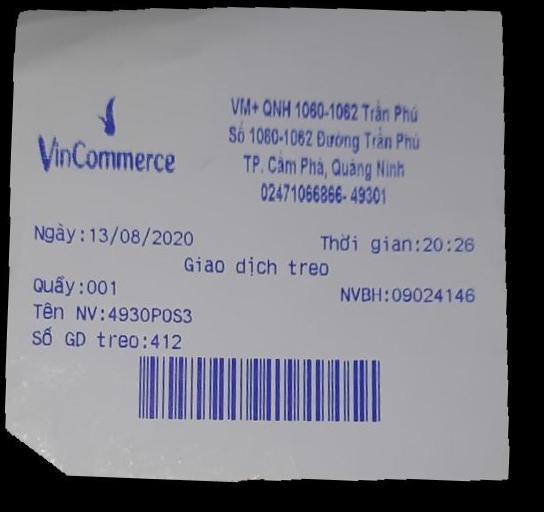 VinCommerce
VM+ QNH 1060-1062 Trần Phú
Số 1060-1062 Đường Trần Phú
TP. Cẩm Phả, Quảng Ninh
02471066866- 49301
Ngày:13/08/2020 Thời gian:20:26
Giao dịch treo
Quầy:001 NVBH:09024146
Tên NV:4930POS3
Số GD treo:412